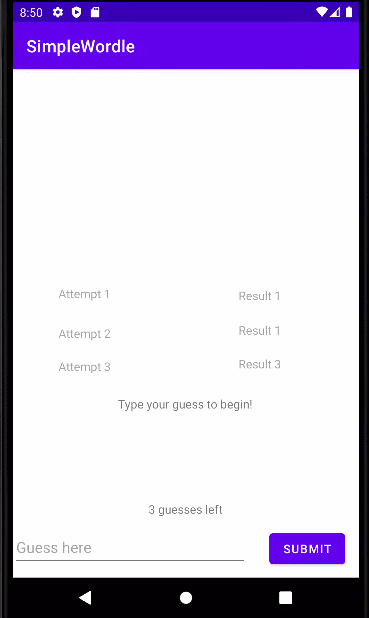 8:50
SimpleWordle
Attempt 1
Result 1
Attempt 2
Result 1
Attempt 3
Result 3
Type your guess to begin!
3 guesses left
Guess here
SUBMIT